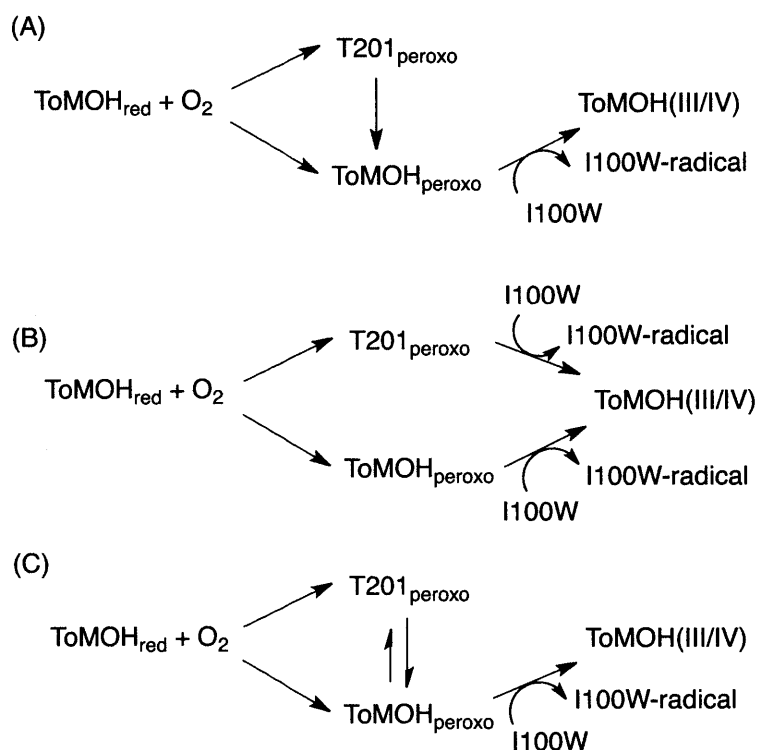 (A)
T201peroxo
ToMOHred + O2
ToMOH(III/IV)
ToMOHperoxo
I100W-radical
I100W
(B)
I100W
T201peroxo
I100W-radical
ToMOHred + O2
ToMOH(III/IV)
ToMOHperoxo
I100W-radical
I100W
(C)
T201peroxo
ToMOHred + O2
ToMOH(III/IV)
ToMOHperoxo
I100W-radical
I100W